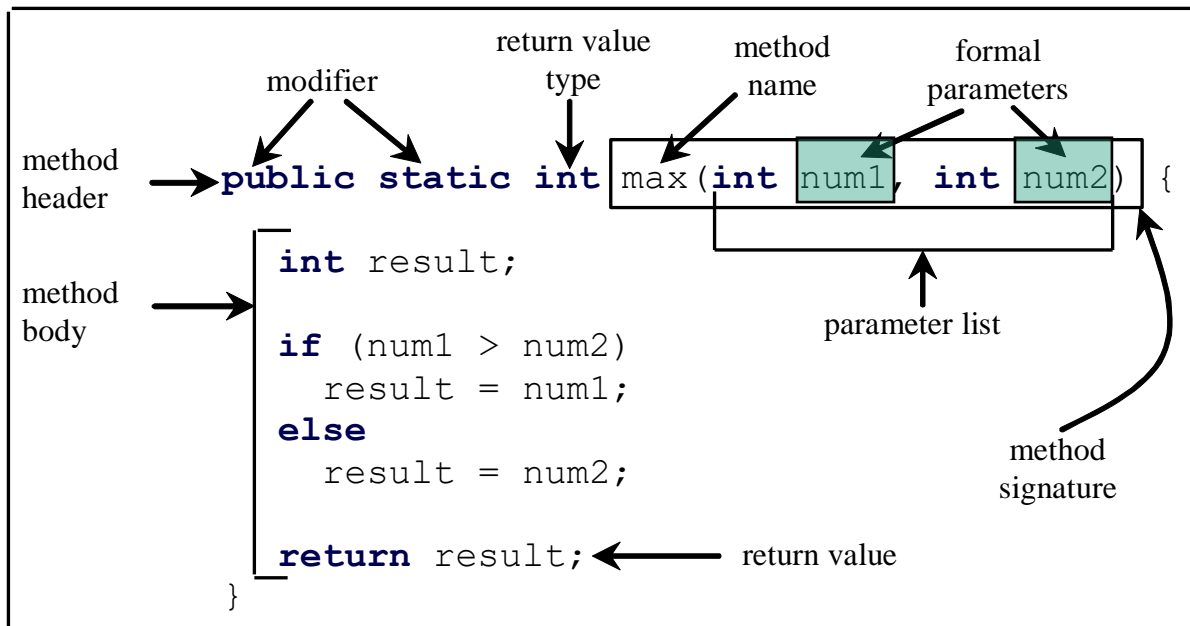 return value
type
method
name
formal
parameters
modifier
method
header
public static int max(int num1, int num2) {
int result;
method
body
parameter list
if (num1 > num2)
result = num1;
else
result = num2;
method
signature
return result;
return value
}